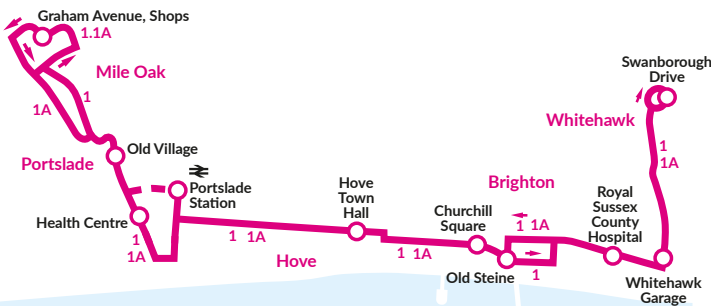 Graham Avenue, Shops
1.1A
Mile Oak
1
1A
Old Village
Portslade
Portslade
Station
Health Centre
1
1A
1 1A
Hove
Hove
Town
Hall
1 1A
Churchill
Square
Old Steine
Brighton
1 1A
1
Royal
Sussex
County
Hospital
Whitehawk
Garage
1
1A
Whitehawk
Swanborough
Drive